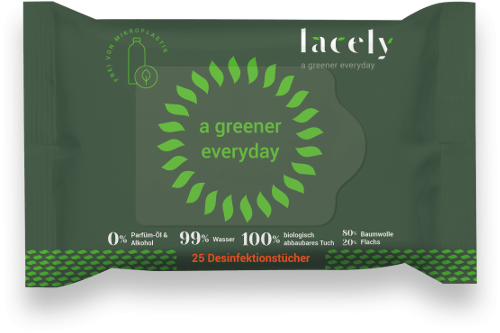 FREI VON MIKROPLASTIK
lacely
a greener everyday
a greener
everyday
0% Parfüm-Öl & Alkohol
99% Wasser
100% biologisch abbaubares Tuch
80% Baumwolle
20% Flachs
25 Desinfektionstücher